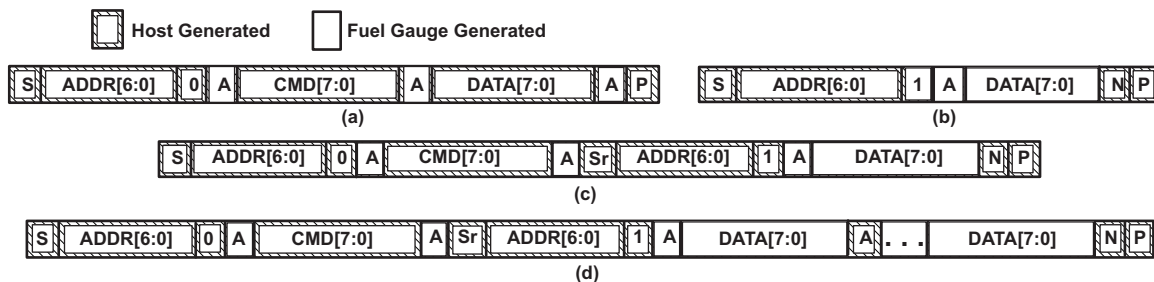 Host Generated Fuel Gauge Generated
S ADDR[6:0] 0 A CMD[7:0] A DATA[7:0] A P S ADDR[6:0] 1 A DATA[7:0] N P
(a) (b)
S ADDR[6:0] 0 A CMD[7:0] A Sr ADDR[6:0] 1 A DATA[7:0] N P
(c)
S ADDR[6:0] 0 A CMD[7:0] A Sr ADDR[6:0] 1 A DATA[7:0] A ... DATA[7:0] N P
(d)